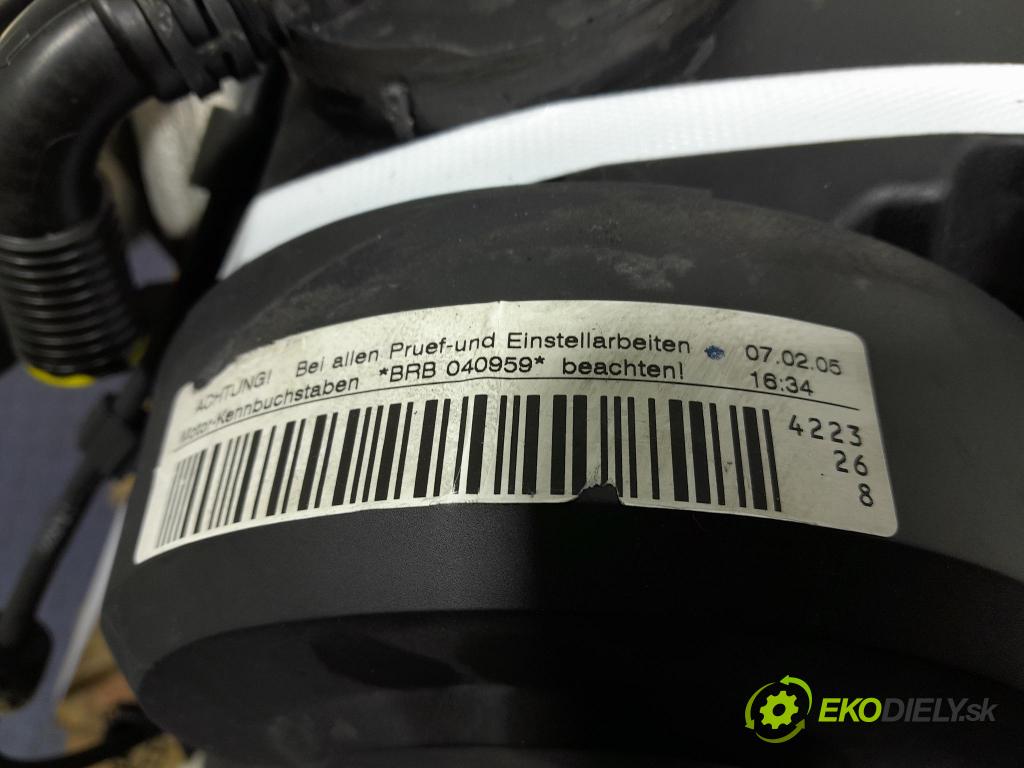 ACHTUNG! Bei allen Pruef-und Einstellarbeiten 07.02.05
Motor-Kennbuchstaben *BRB 040959* beachten! 16:34
4223
26
8
EKODIELY.sk